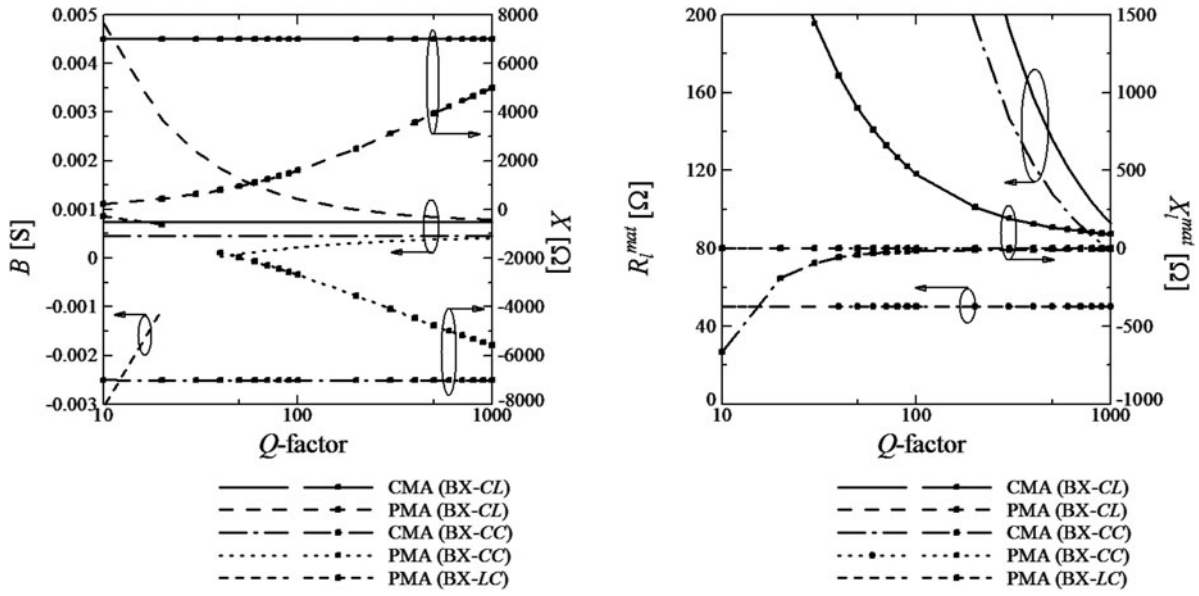 0.005
0.004
0.003
0.002
0.001
0
-0.001
-0.002
-0.003
B [S]
8000
6000
4000
2000
0
-2000
-4000
-6000
-8000
X [℧]
10
100
1000
Q-factor
CMA (BX-CL)
PMA (BX-CL)
CMA (BX-CC)
PMA (BX-CC)
PMA (BX-LC)
200
160
120
80
40
0
R_l^mat [Ω]
1500
1000
500
0
-500
-1000
X_l^mat [℧]
10
100
1000
Q-factor
CMA (BX-CL)
PMA (BX-CL)
CMA (BX-CC)
PMA (BX-CC)
PMA (BX-LC)